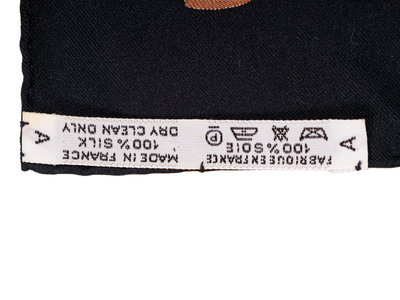 A
FABRIQUE EN FRANCE
100% SOIE
P
MADE IN FRANCE
100% SILK
DRY CLEAN ONLY
A